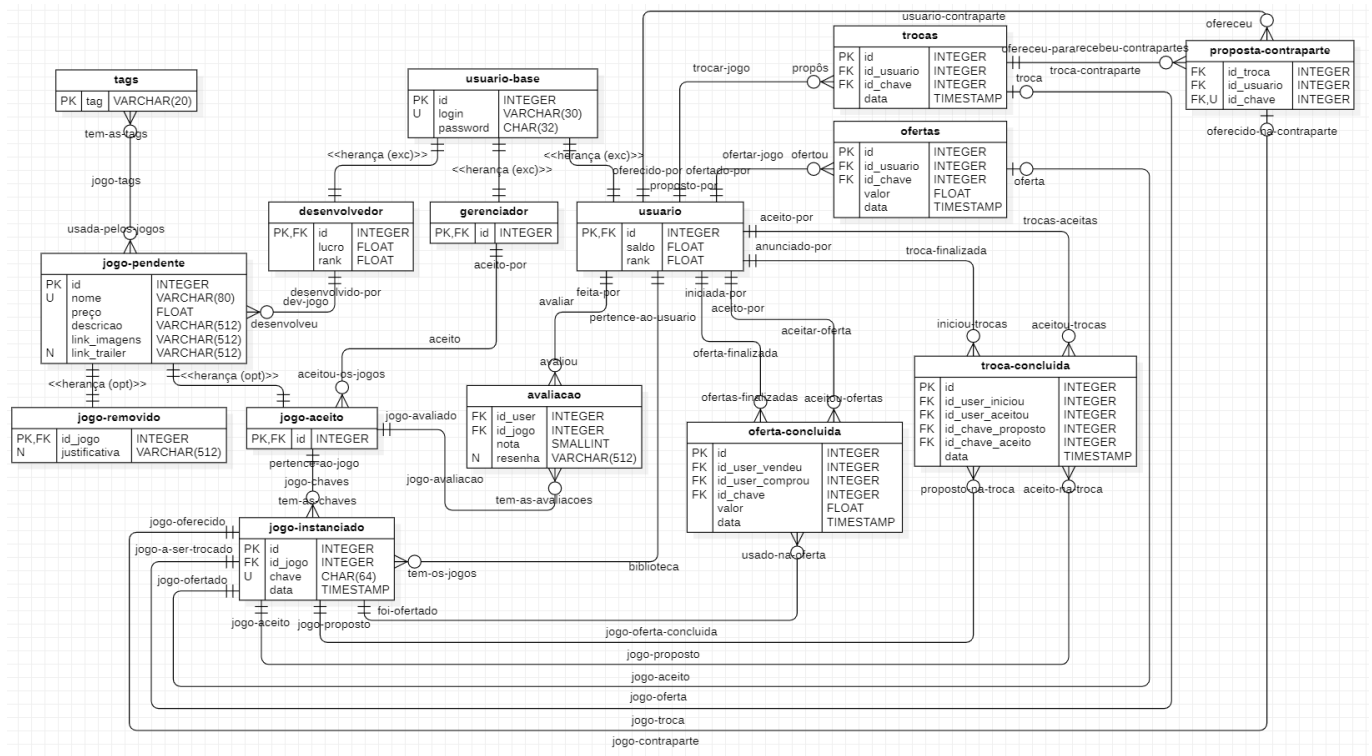 usuario-contraparte
ofereceu
trocas
PK id INTEGER
FK id_usuario INTEGER
FK id_chave INTEGER
data TIMESTAMP
ofereceu-para
recebeu-contrapartes
troca-contraparte
troca
proposta-contraparte
FK id_troca INTEGER
FK id_usuario INTEGER
FK,U id_chave INTEGER
oferecido-na-contraparte
trocar-jogo
propôs
tags
PK tag VARCHAR(20)
tem-as-tags
jogo-tags
usada-pelos-jogos
usuario-base
PK id INTEGER
U login VARCHAR(30)
password CHAR(32)
<<herança (exc)>>
<<herança (exc)>>
<<herança (exc)>>
ofertas
PK id INTEGER
FK id_usuario INTEGER
FK id_chave INTEGER
valor FLOAT
data TIMESTAMP
ofertar-jogo
ofertou
oferta
oferecido-por
ofertado-por
proposto-por
desenvolvedor
PK,FK id INTEGER
lucro FLOAT
rank FLOAT
desenvolvido-por
dev-jogo
desenvolveu
gerenciador
PK,FK id INTEGER
aceito-por
aceito
aceitou-os-jogos
usuario
PK,FK id INTEGER
saldo FLOAT
rank FLOAT
aceito-por
trocas-aceitas
anunciado-por
troca-finalizada
feita-por
iniciada-por
aceito-por
pertence-ao-usuario
avaliar
avaliou
aceitar-oferta
oferta-finalizada
ofertas-finalizadas
aceitou-ofertas
iniciou-trocas
aceitou-trocas
jogo-pendente
PK id INTEGER
U nome VARCHAR(80)
preço FLOAT
descricao VARCHAR(512)
link_imagens VARCHAR(512)
N link_trailer VARCHAR(512)
<<herança (opt)>>
<<herança (opt)>>
jogo-removido
PK,FK id_jogo INTEGER
N justificativa VARCHAR(512)
jogo-aceito
PK,FK id INTEGER
jogo-avaliado
jogo-avaliacao
pertence-ao-jogo
jogo-chaves
tem-as-chaves
avaliacao
FK id_user INTEGER
FK id_jogo INTEGER
nota SMALLINT
N resenha VARCHAR(512)
tem-as-avaliacoes
troca-concluida
PK id INTEGER
FK id_user_iniciou INTEGER
FK id_user_aceitou INTEGER
FK id_chave_proposto INTEGER
FK id_chave_aceito INTEGER
data TIMESTAMP
proposto-na-troca
aceito-na-troca
oferta-concluida
PK id INTEGER
FK id_user_vendeu INTEGER
FK id_user_comprou INTEGER
FK id_chave INTEGER
valor FLOAT
data TIMESTAMP
usado-na-oferta
jogo-instanciado
PK id INTEGER
FK id_jogo INTEGER
U chave CHAR(64)
data TIMESTAMP
jogo-oferecido
jogo-a-ser-trocado
jogo-ofertado
tem-os-jogos
biblioteca
jogo-aceito
jogo-proposto
foi-ofertado
jogo-oferta-concluida
jogo-proposto
jogo-aceito
jogo-oferta
jogo-troca
jogo-contraparte